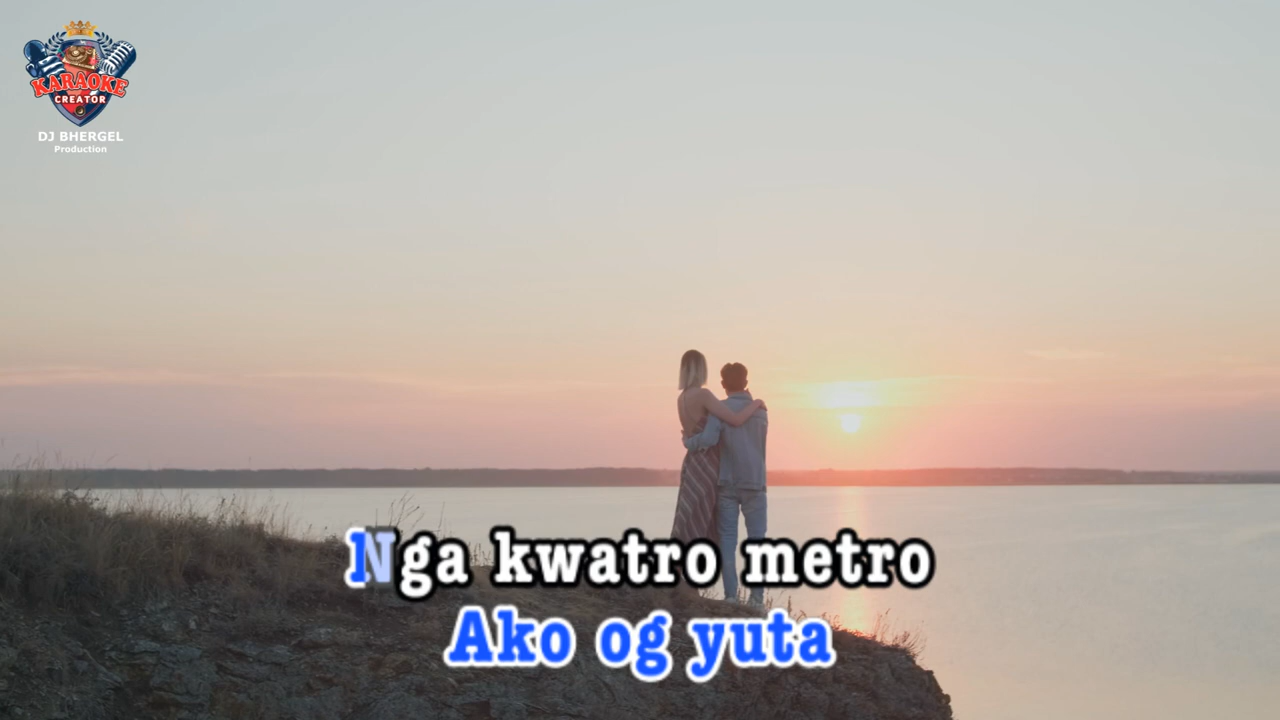 KARAOKE
CREATOR
DJ BHERGEL
Production
Nga kwatro metro
Ako og yuta